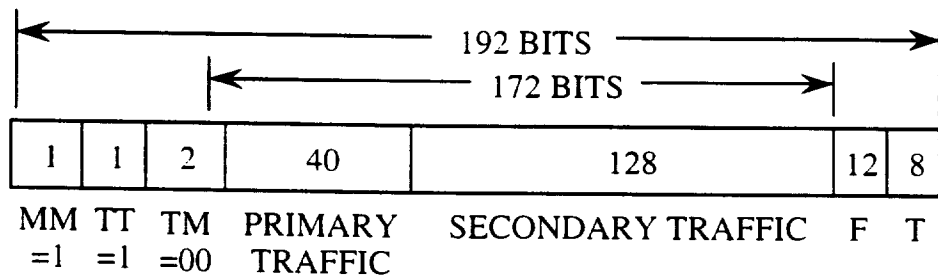 192 BITS
172 BITS
1 1 2 40 128 12 8
MM TT TM PRIMARY SECONDARY TRAFFIC F T
=1 =1 =00 TRAFFIC